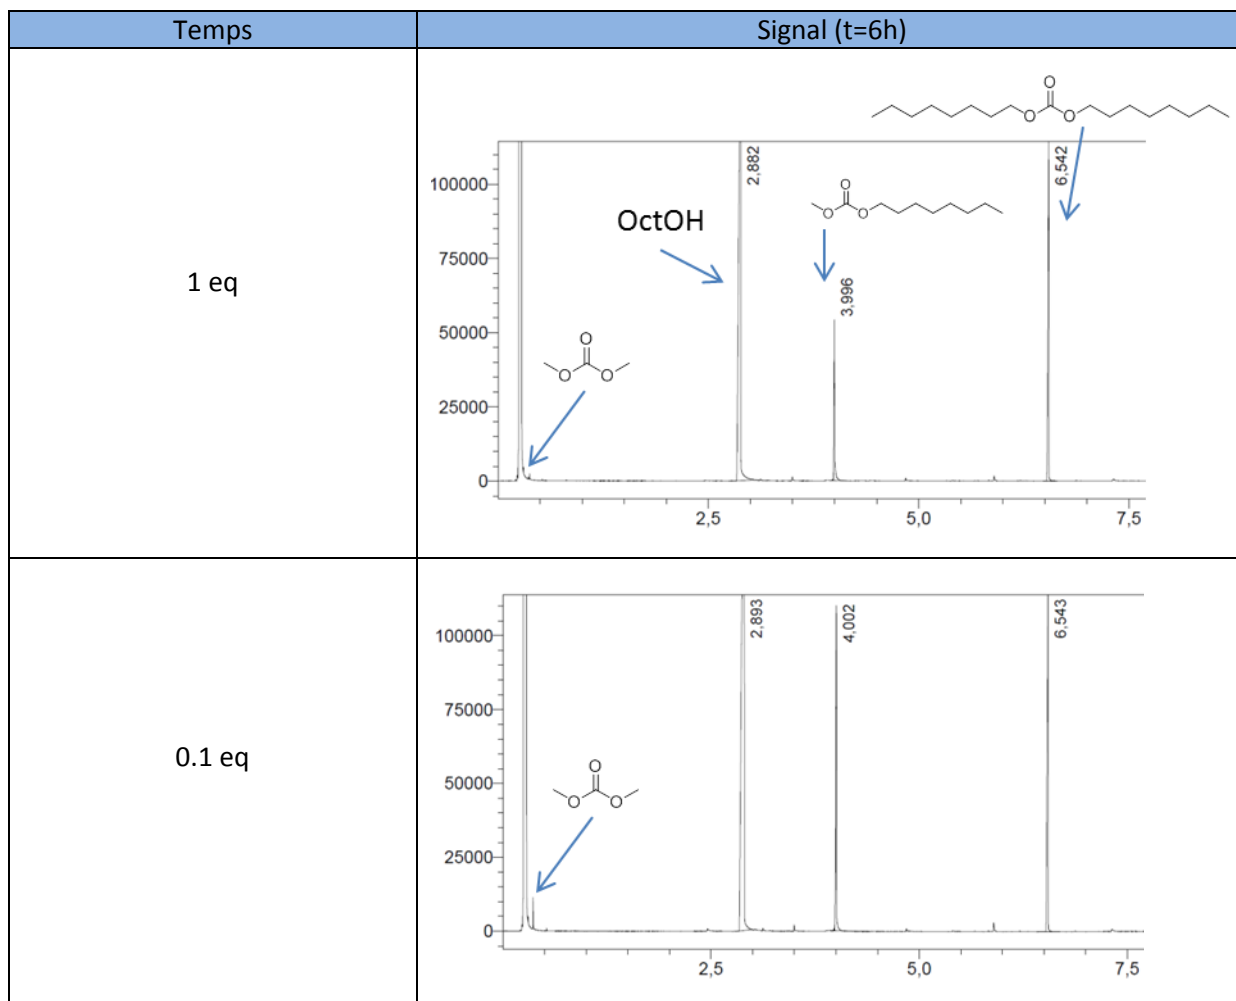 Temps
Signal (t=6h)
1 eq
O
O
O
2,882
6,542
100000
O
O
O
OctOH
75000
3,996
50000
O
O
O
25000
0
2,5
5,0
7,5
0.1 eq
2,893
4,002
6,543
100000
75000
O
O
O
50000
25000
0
2,5
5,0
7,5